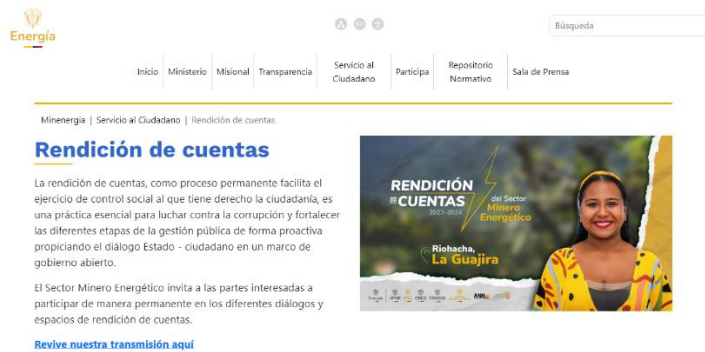 Energía
Búsqueda
Inicio
Ministerio
Misional
Transparencia
Servicio al
Ciudadano
Participa
Repositorio
Normativo
Sala de Prensa
Minenergia | Servicio al Ciudadano | Rendición de cuentas
Rendición de cuentas
La rendición de cuentas, como proceso permanente facilita el
ejercicio de control social al que tiene derecho la ciudadanía, es
una práctica esencial para luchar contra la corrupción y fortalecer
las diferentes etapas de la gestión pública de forma proactiva
propiciando el diálogo Estado - ciudadano en un marco de
gobierno abierto.
El Sector Minero Energético invita a las partes interesadas a
participar de manera permanente en los diferentes diálogos y
espacios de rendición de cuentas.
Revive nuestra transmisión aquí
RENDICIÓN
DE CUENTAS
2023-2024
del Sector
Minero
Energético
Riohacha,
La Guajira
Energía